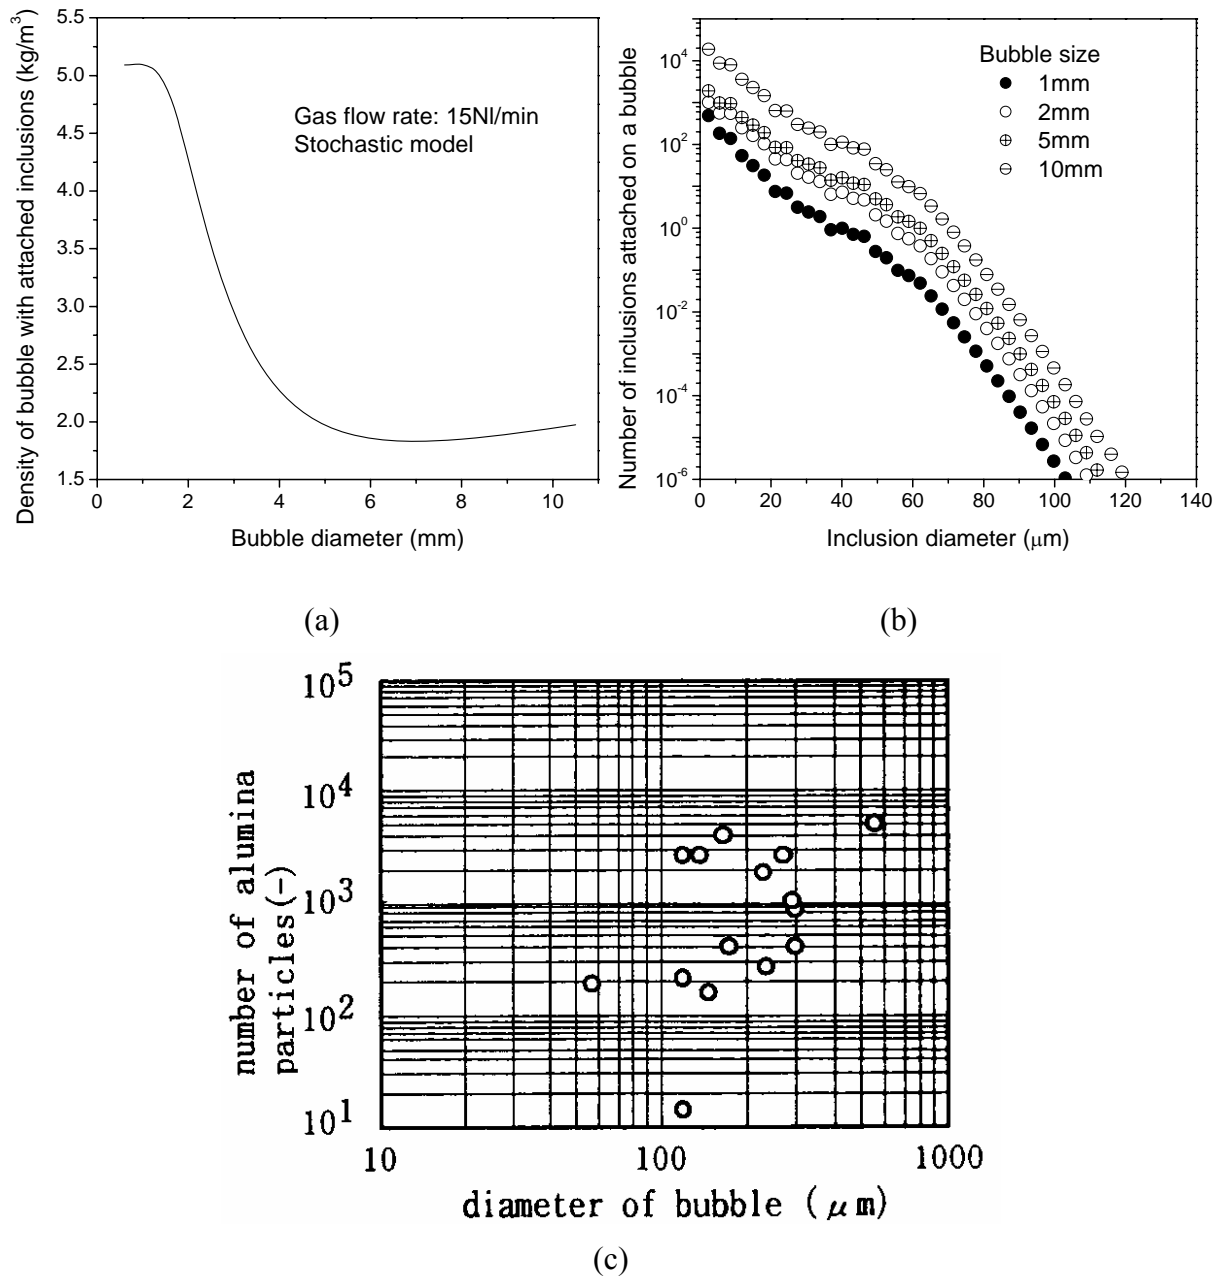 Density of bubble with attached inclusions (kg/m³)
5.5
5.0
4.5
4.0
3.5
3.0
2.5
2.0
1.5
0
2
4
6
8
10
Gas flow rate: 15Nl/min
Stochastic model
Bubble diameter (mm)
(a)
Number of inclusions attached on a bubble
10⁴
10²
10⁰
10⁻²
10⁻⁴
10⁻⁶
0
20
40
60
80
100
120
140
Bubble size
1mm
2mm
5mm
10mm
Inclusion diameter (μm)
(b)
number of alumina
particles(-)
10⁵
10⁴
10³
10²
10¹
10
100
1000
diameter of bubble (μm)
(c)